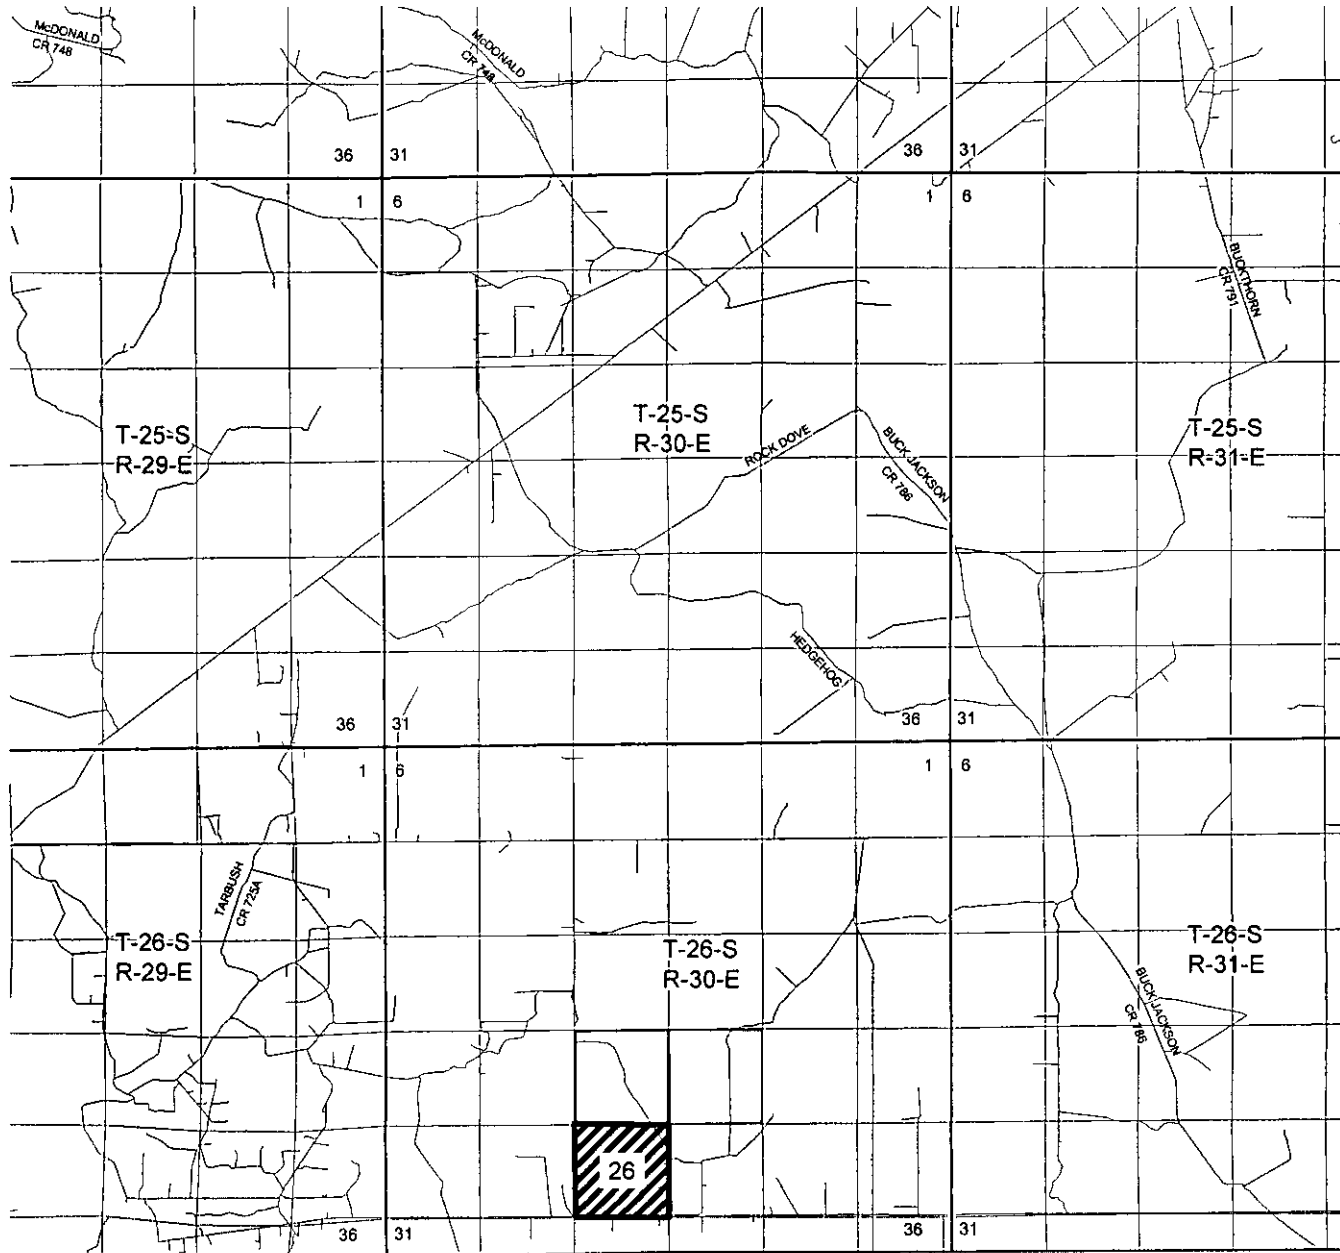 McDONALD
CR 748
McDONALD
CR 748
36 31
36 31
1 6
1 6
BUCKTHORN
CR 791
T-25-S
R-29-E
T-25-S
R-30-E
T-25-S
R-31-E
ROCK DOVE
BUCK JACKSON
CR 786
HEDGEHOG
36 31
36 31
1 6
1 6
TARBUSH
CR 725A
T-26-S
R-29-E
T-26-S
R-30-E
T-26-S
R-31-E
BUCK JACKSON
CR 786
26
36 31
36 31